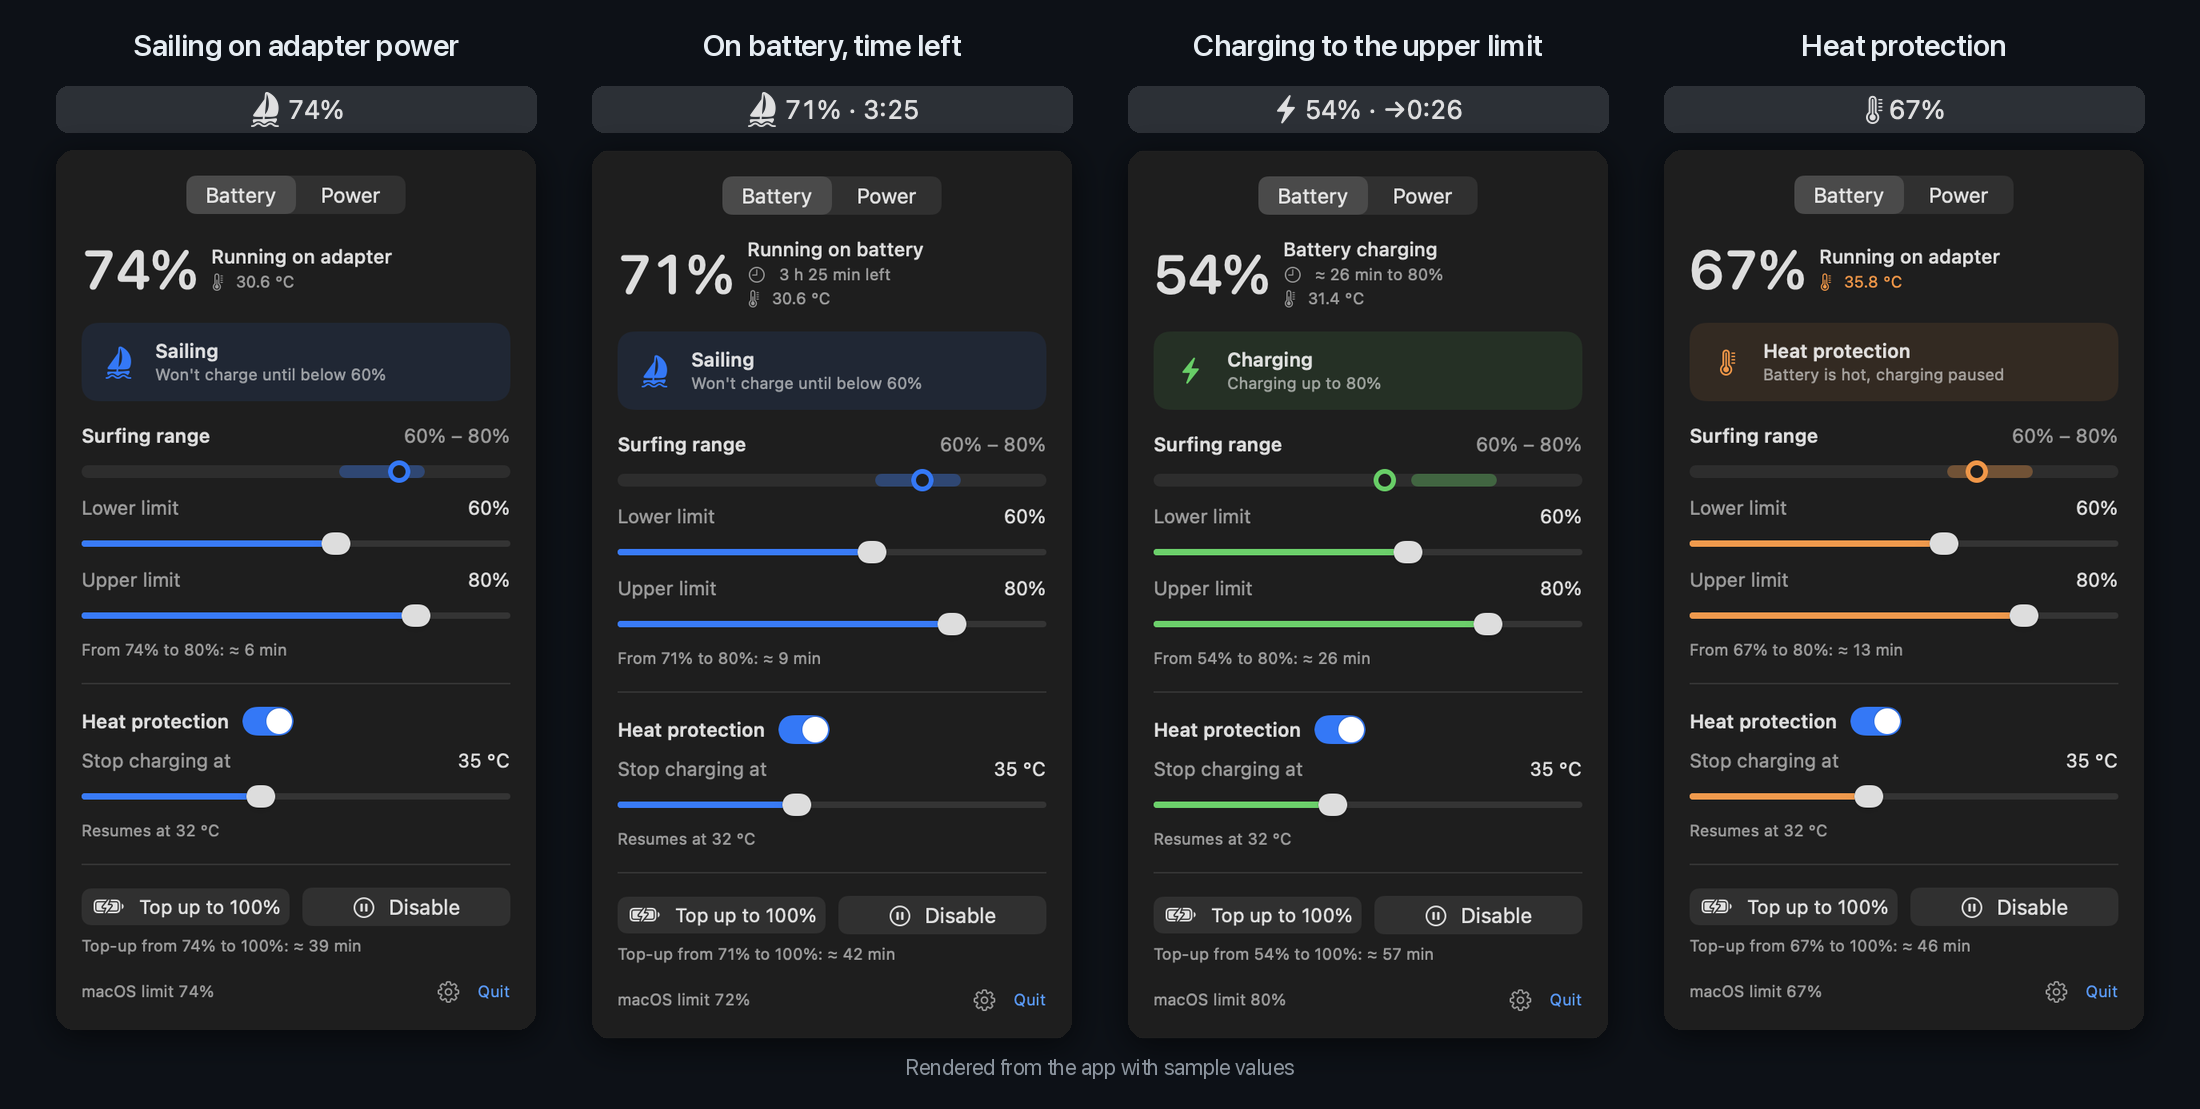 Sailing on adapter power
74%
Battery Power
74%
Running on adapter
30.6 °C
Sailing
Won't charge until below 60%
Surfing range 60% – 80%
Lower limit 60%
Upper limit 80%
From 74% to 80%: ≈ 6 min
Heat protection
Stop charging at 35 °C
Resumes at 32 °C
Top up to 100% Disable
Top-up from 74% to 100%: ≈ 39 min
macOS limit 74% Quit
On battery, time left
71% · 3:25
Battery Power
71%
Running on battery
3 h 25 min left
30.6 °C
Sailing
Won't charge until below 60%
Surfing range 60% – 80%
Lower limit 60%
Upper limit 80%
From 71% to 80%: ≈ 9 min
Heat protection
Stop charging at 35 °C
Resumes at 32 °C
Top up to 100% Disable
Top-up from 71% to 100%: ≈ 42 min
macOS limit 72% Quit
Charging to the upper limit
54% · →0:26
Battery Power
54%
Battery charging
≈ 26 min to 80%
31.4 °C
Charging
Charging up to 80%
Surfing range 60% – 80%
Lower limit 60%
Upper limit 80%
From 54% to 80%: ≈ 26 min
Heat protection
Stop charging at 35 °C
Resumes at 32 °C
Top up to 100% Disable
Top-up from 54% to 100%: ≈ 57 min
macOS limit 80% Quit
Heat protection
67%
Battery Power
67%
Running on adapter
35.8 °C
Heat protection
Battery is hot, charging paused
Surfing range 60% – 80%
Lower limit 60%
Upper limit 80%
From 67% to 80%: ≈ 13 min
Heat protection
Stop charging at 35 °C
Resumes at 32 °C
Top up to 100% Disable
Top-up from 67% to 100%: ≈ 46 min
macOS limit 67% Quit
Rendered from the app with sample values